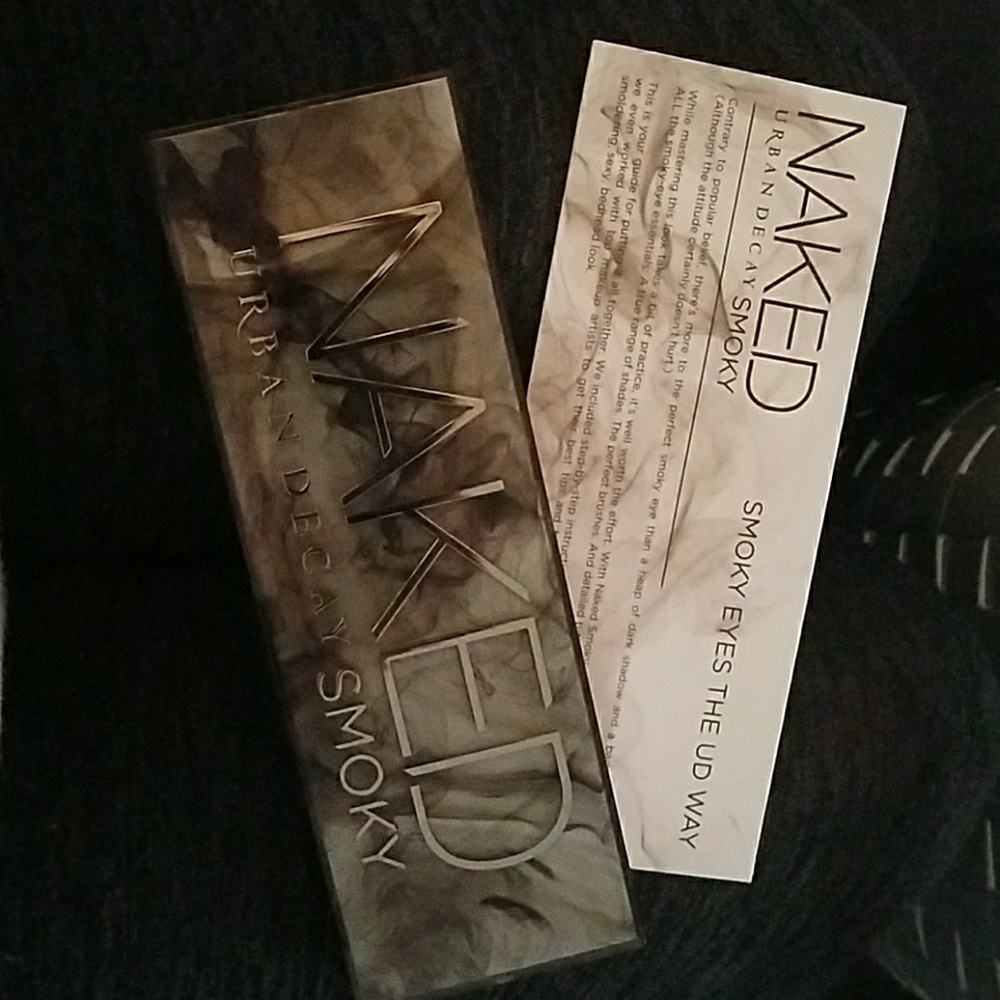 NAKED
URBAN DECAY SMOKY
NAKED
URBAN DECAY SMOKY
SMOKY EYES THE UD WAY
Contrary to popular belief, there's more to the perfect smoky eye than a heap of dark shadow and a
(Although the attitude certainly doesn't hurt.)
While mastering this look takes a bit of practice, it's well worth the effort. With Naked Smoky
ALL the smoky-eye essentials: A true range of shades. The perfect brushes. And detailed
This is your guide for putting it all together. We included step-by-step
we even worked with top makeup artists to get their best tips and
smoldering, sexy, bedhead look.